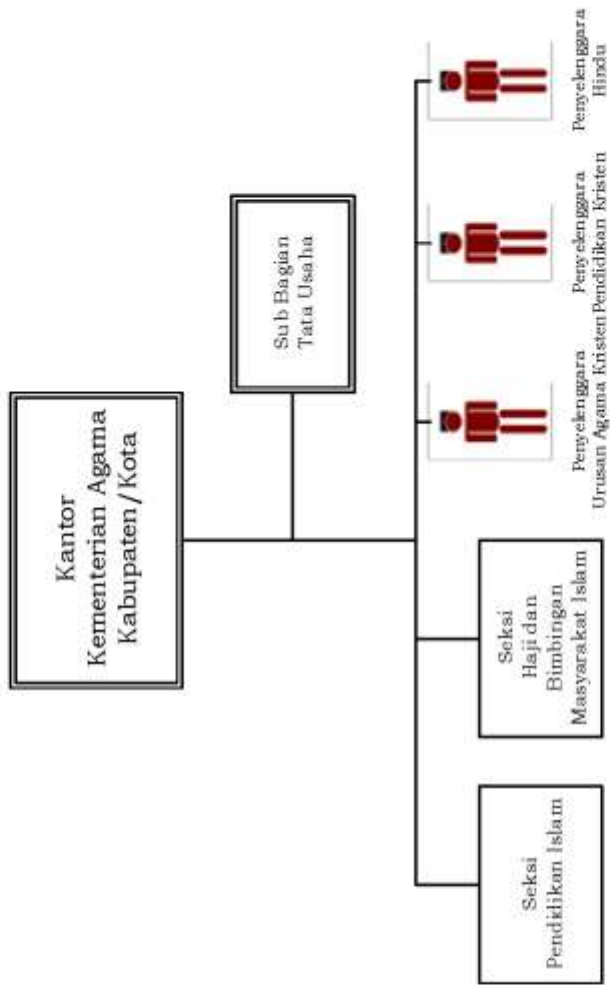 Kantor
Kementerian Agama
Kabupaten/Kota
Sub Bagian
Tata Usaha
Seksi
Pendidikan Islam
Seksi
Haji dan
Bimbingan
Masyarakat Islam
Penyelenggara
Urusan Agama Kristen
Penyelenggara
Pendidikan Kristen
Penyelenggara
Hindu